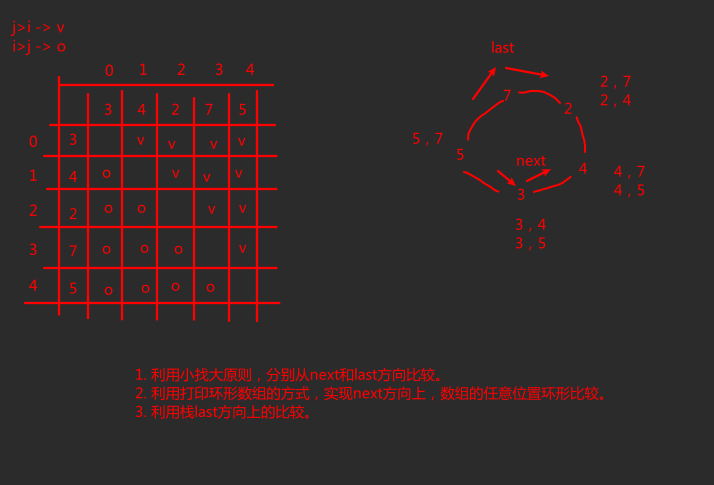 j>i -> v
i>j -> o
0 1 2 3 4
3 4 2 7 5
0 3 v v v v
1 4 o v v v
2 2 o o v v
3 7 o o o v
4 5 o o o o
last
7
2
2 , 7
2 , 4
5 , 7
5
next
4
4 , 7
4 , 5
3
3 , 4
3 , 5
1. 利用小找大原则，分别从next和last方向比较。
2. 利用打印环形数组的方式，实现next方向上，数组的任意位置环形比较。
3. 利用栈last方向上的比较。